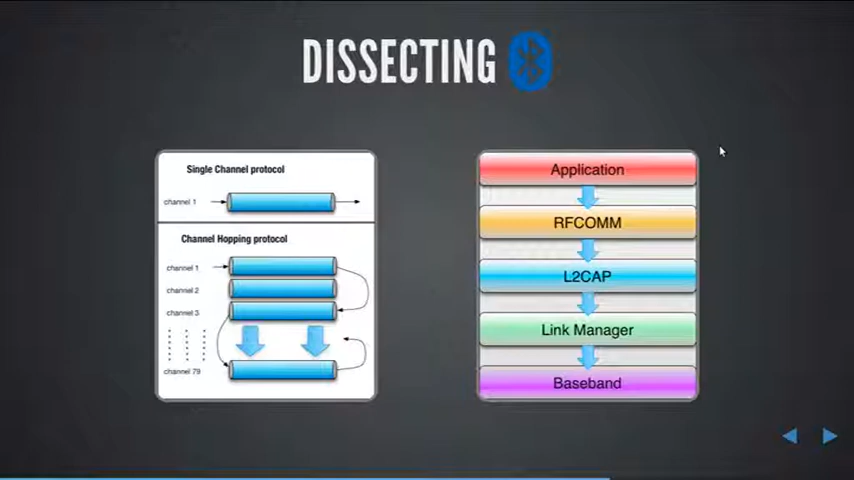 DISSECTING
Single Channel protocol
channel 1
Channel Hopping protocol
channel 1
channel 2
channel 3
channel 79
Application
RFCOMM
L2CAP
Link Manager
Baseband